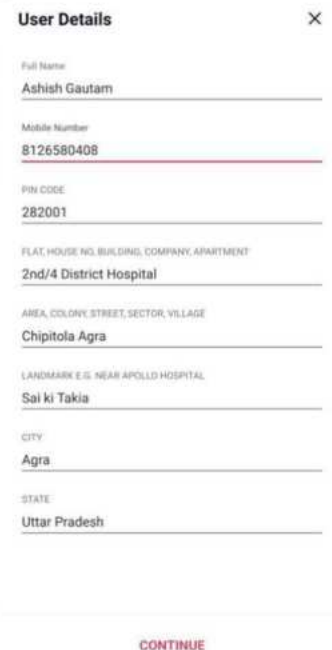 User Details
Full Name
Ashish Gautam
Mobile Number
8126580408
PIN CODE
282001
FLAT, HOUSE NO, BUILDING, COMPANY, APARTMENT
2nd/4 District Hospital
AREA, COLONY, STREET, SECTOR, VILLAGE
Chipitola Agra
LANDMARK E.G. NEAR APOLLO HOSPITAL
Sai ki Takia
CITY
Agra
STATE
Uttar Pradesh
CONTINUE